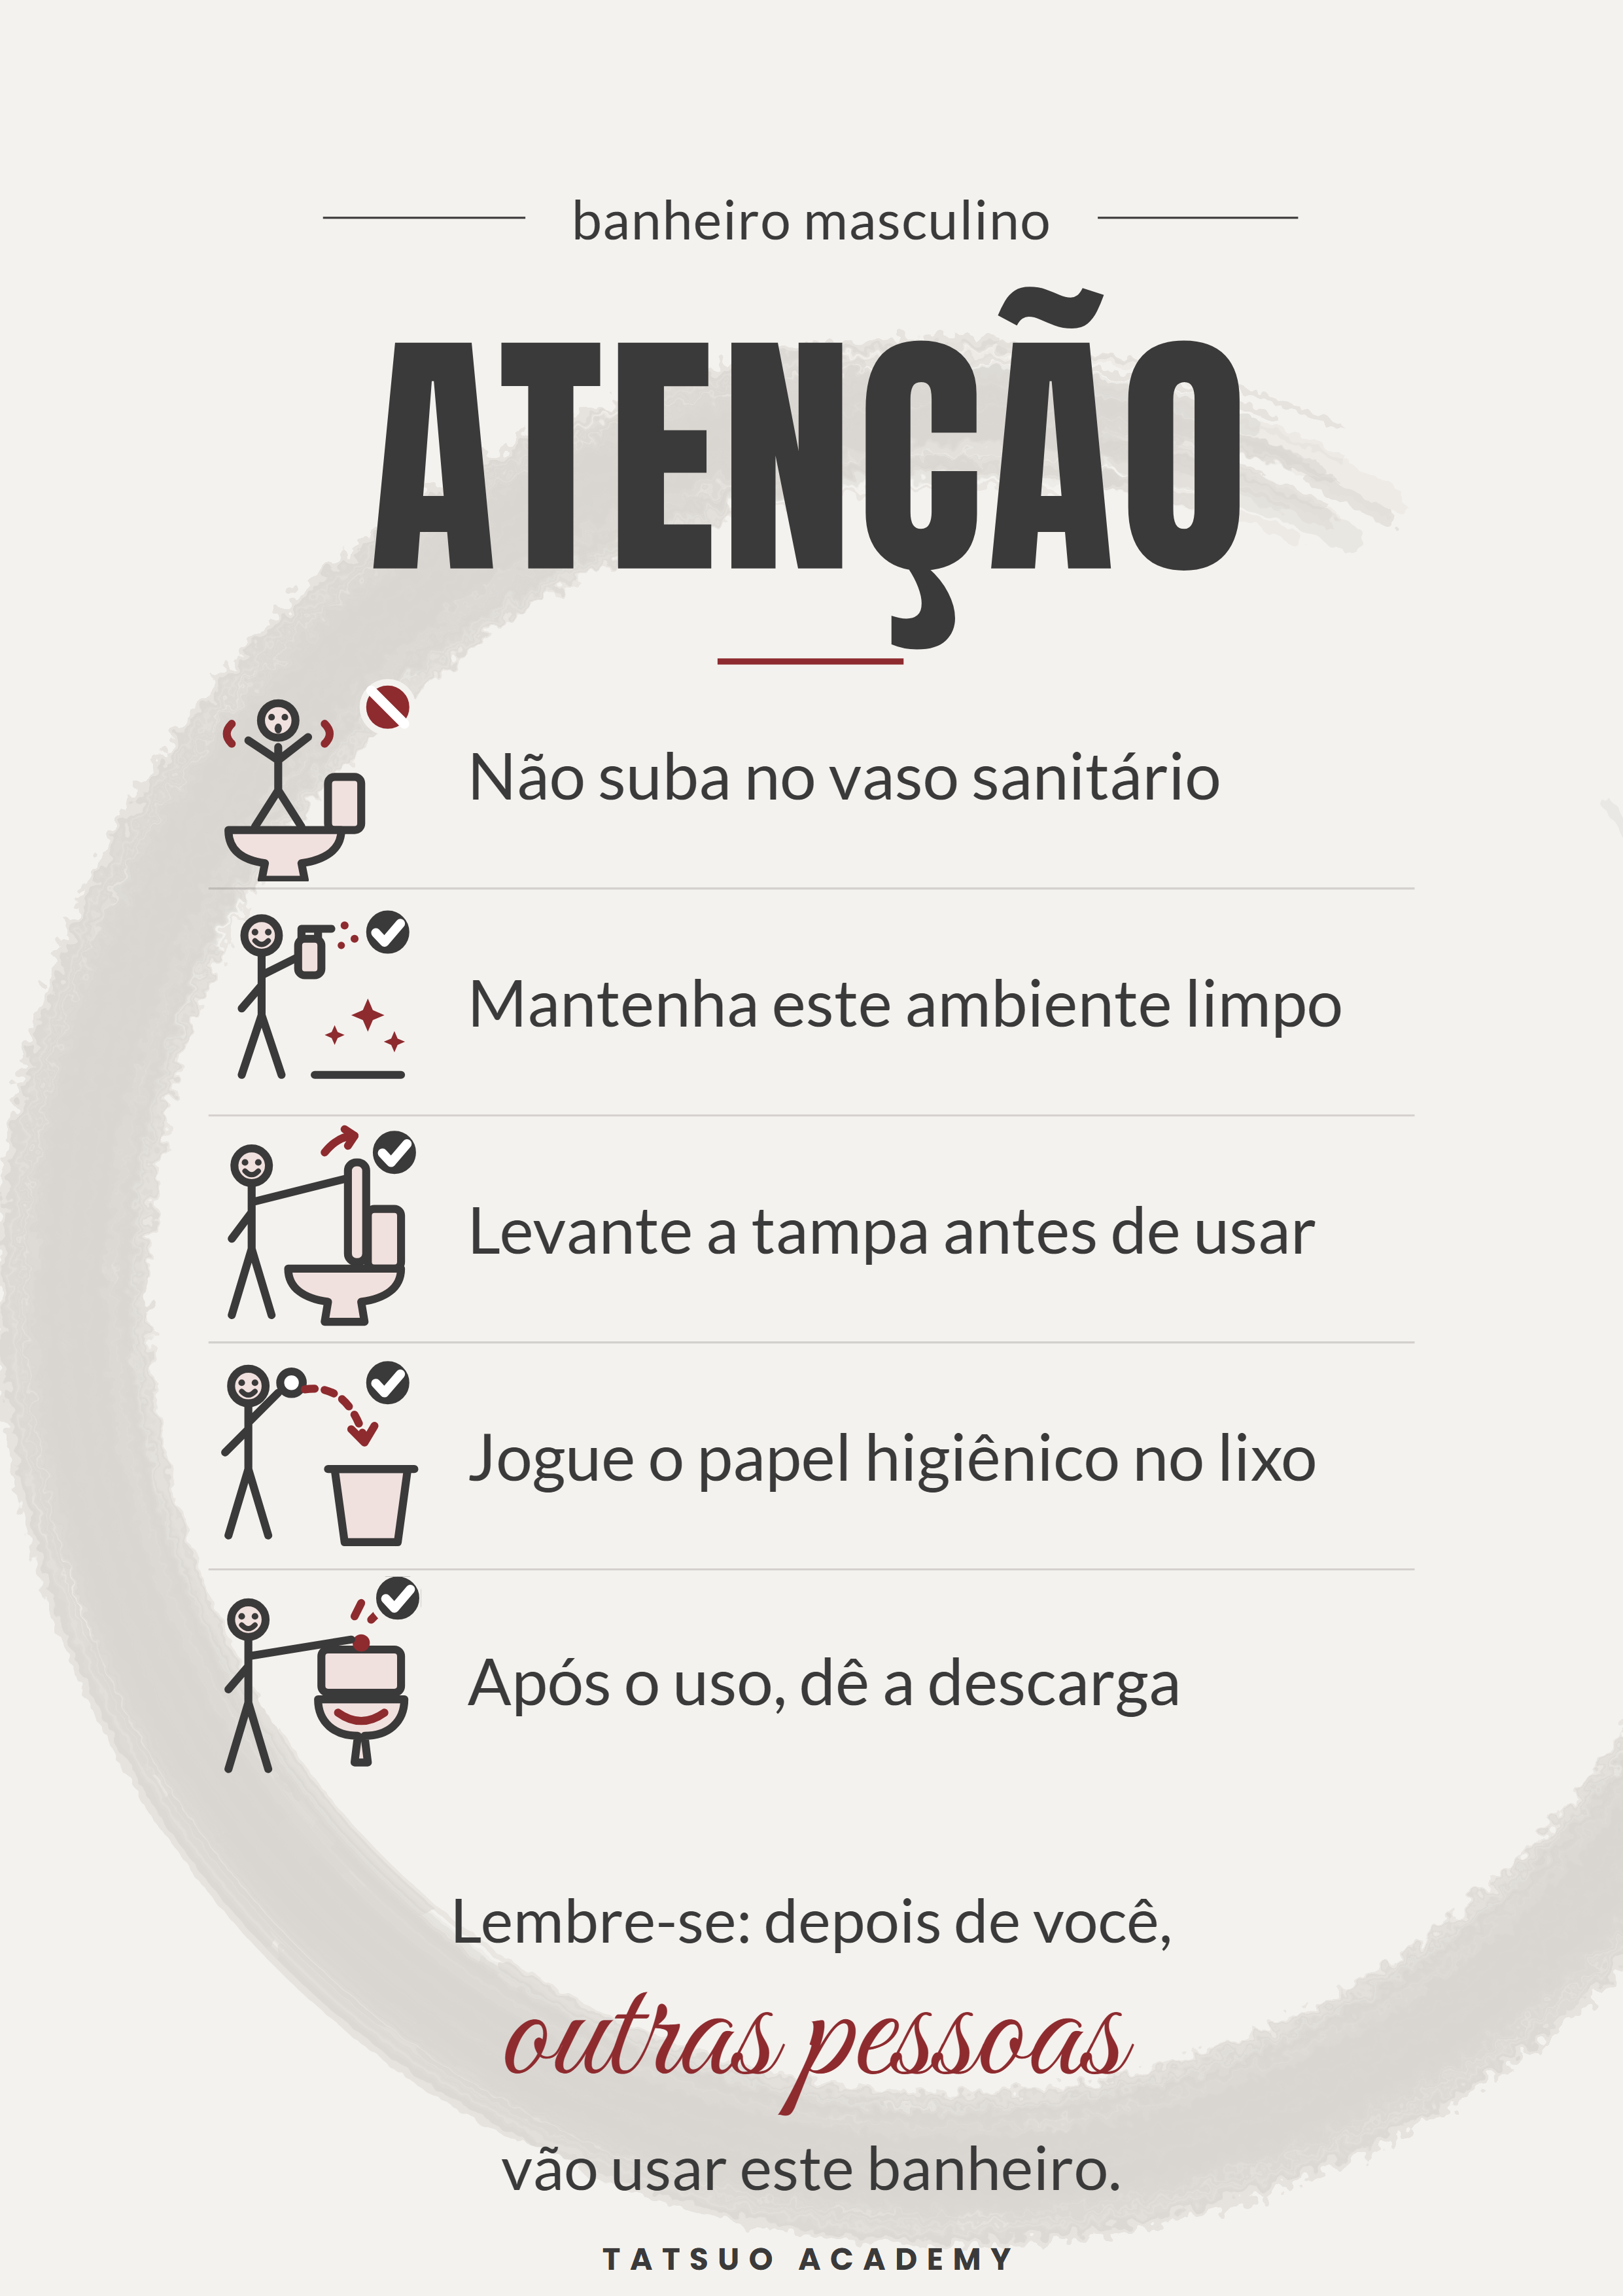 banheiro masculino
ATENÇÃO
Não suba no vaso sanitário
Mantenha este ambiente limpo
Levante a tampa antes de usar
Jogue o papel higiênico no lixo
Após o uso, dê a descarga
Lembre-se: depois de você,
outras pessoas
vão usar este banheiro.
TATSUO ACADEMY